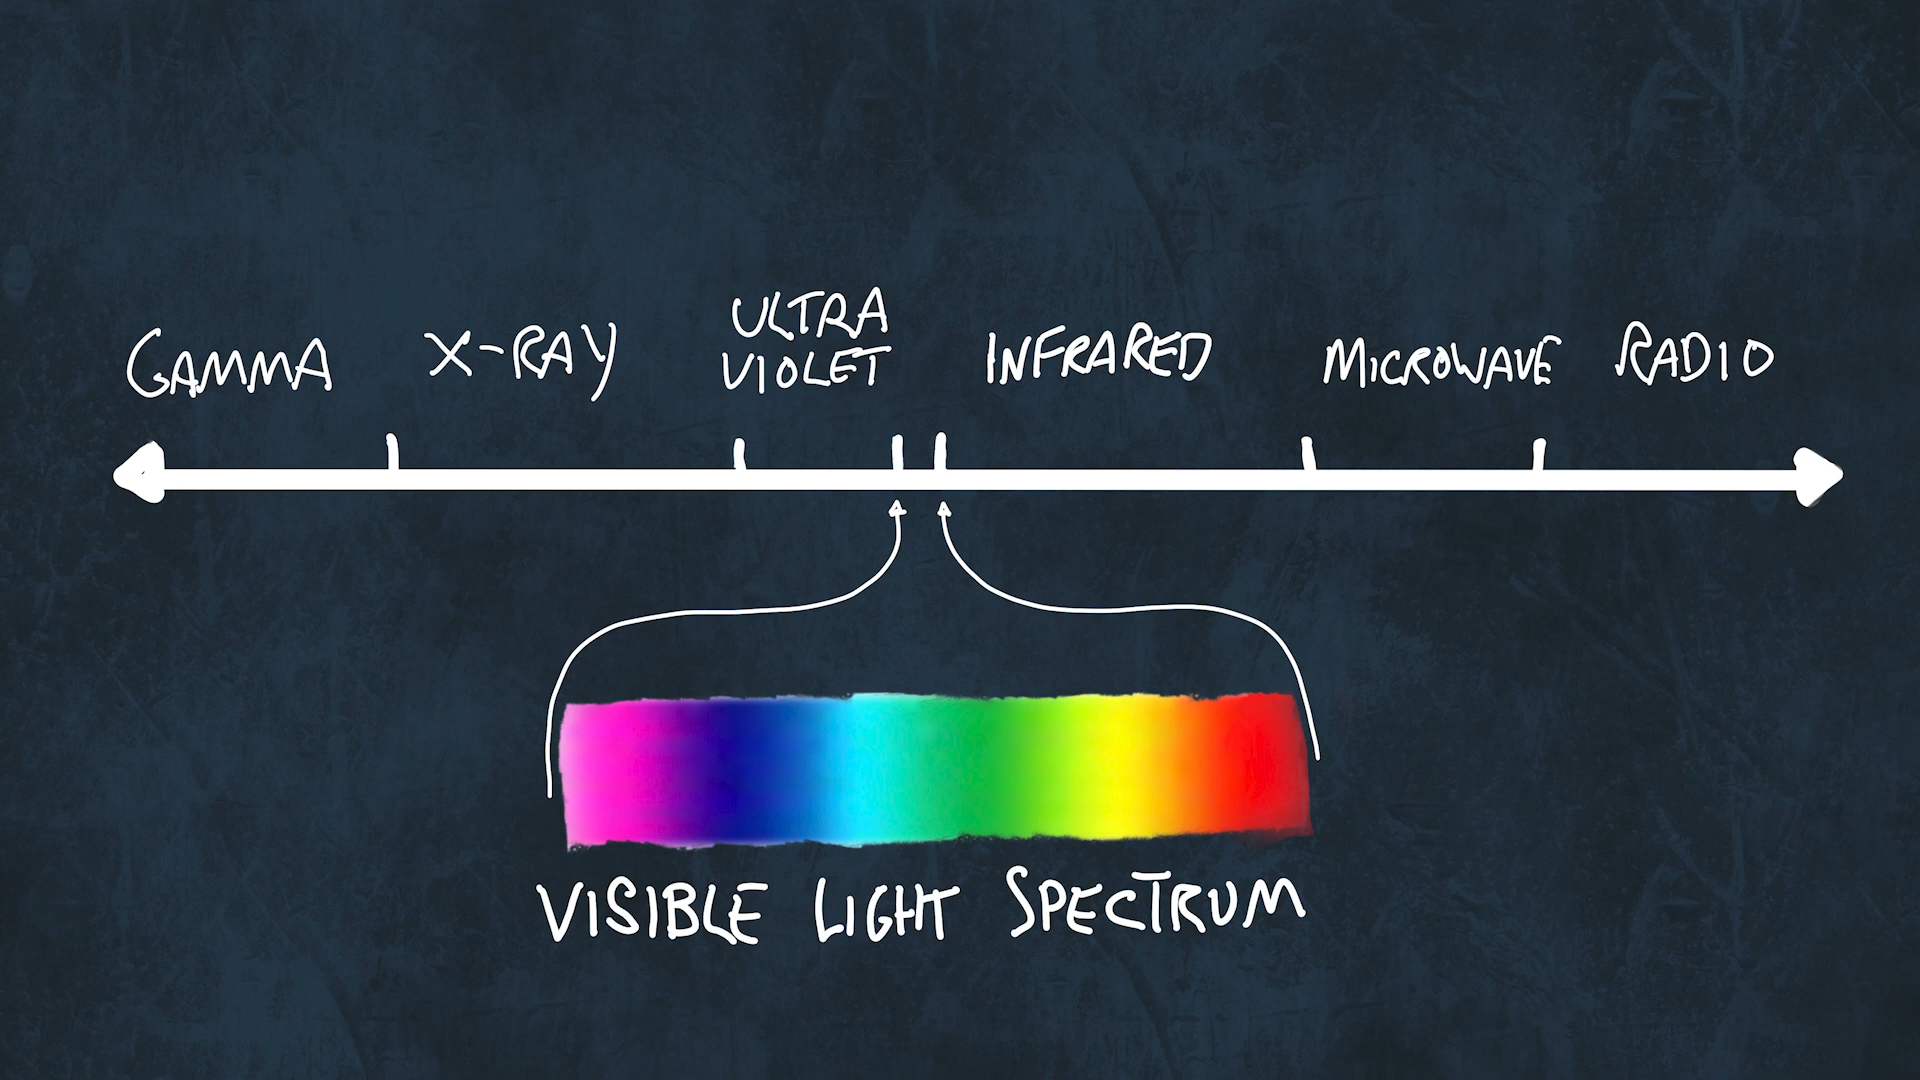 GAMMA X-RAY ULTRA VIOLET INFRARED MICROWAVE RADIO
VISIBLE LIGHT SPECTRUM